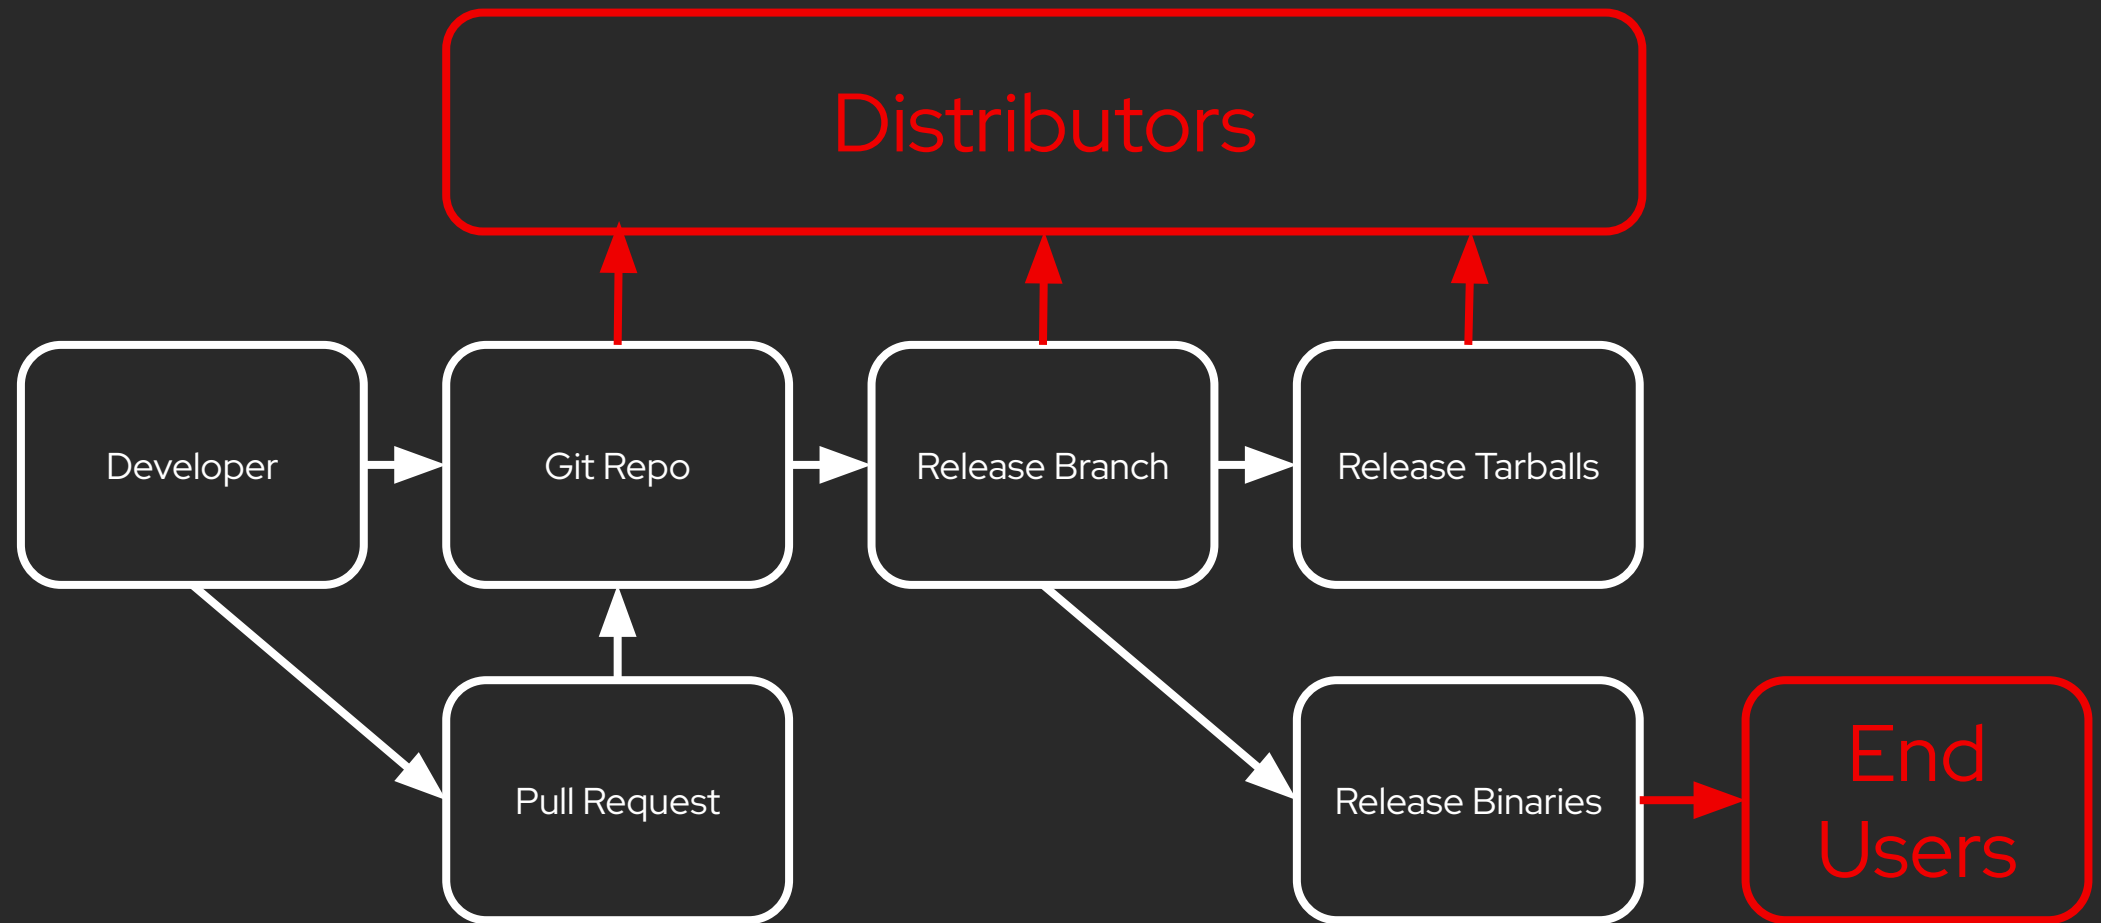 Distributors
Developer
Git Repo
Release Branch
Release Tarballs
Pull Request
Release Binaries
End
Users